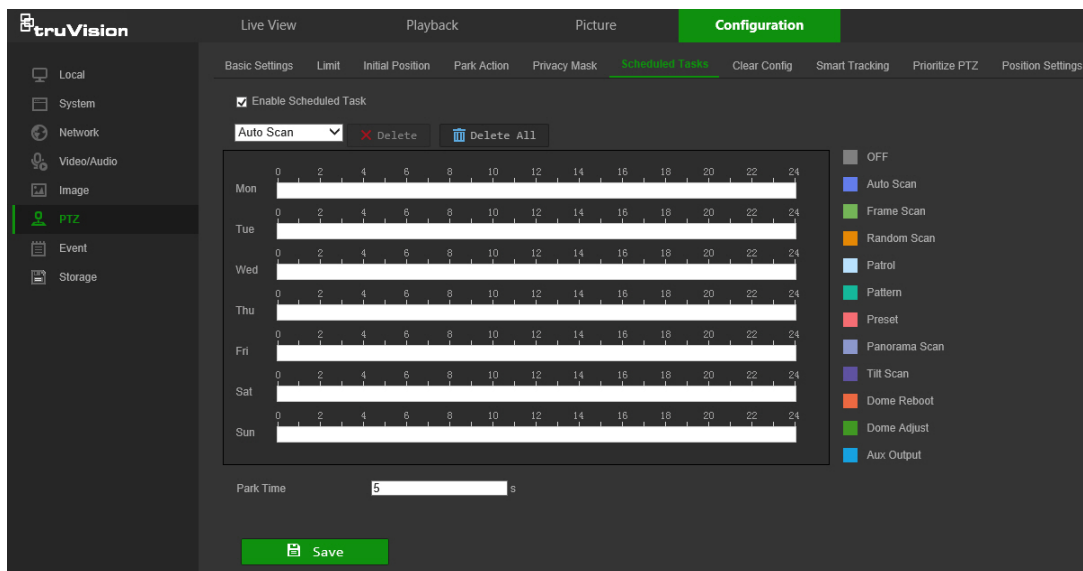 truVision
Live View Playback Picture Configuration
Basic Settings Limit Initial Position Park Action Privacy Mask Scheduled Tasks Clear Config Smart Tracking Prioritize PTZ Position Settings
Local
System
Network
Video/Audio
Image
PTZ
Event
Storage
Enable Scheduled Task
Auto Scan Delete Delete All
0 2 4 6 8 10 12 14 16 18 20 22 24
Mon
0 2 4 6 8 10 12 14 16 18 20 22 24
Tue
0 2 4 6 8 10 12 14 16 18 20 22 24
Wed
0 2 4 6 8 10 12 14 16 18 20 22 24
Thu
0 2 4 6 8 10 12 14 16 18 20 22 24
Fri
0 2 4 6 8 10 12 14 16 18 20 22 24
Sat
0 2 4 6 8 10 12 14 16 18 20 22 24
Sun
OFF
Auto Scan
Frame Scan
Random Scan
Patrol
Pattern
Preset
Panorama Scan
Tilt Scan
Dome Reboot
Dome Adjust
Aux Output
Park Time 5 s
Save